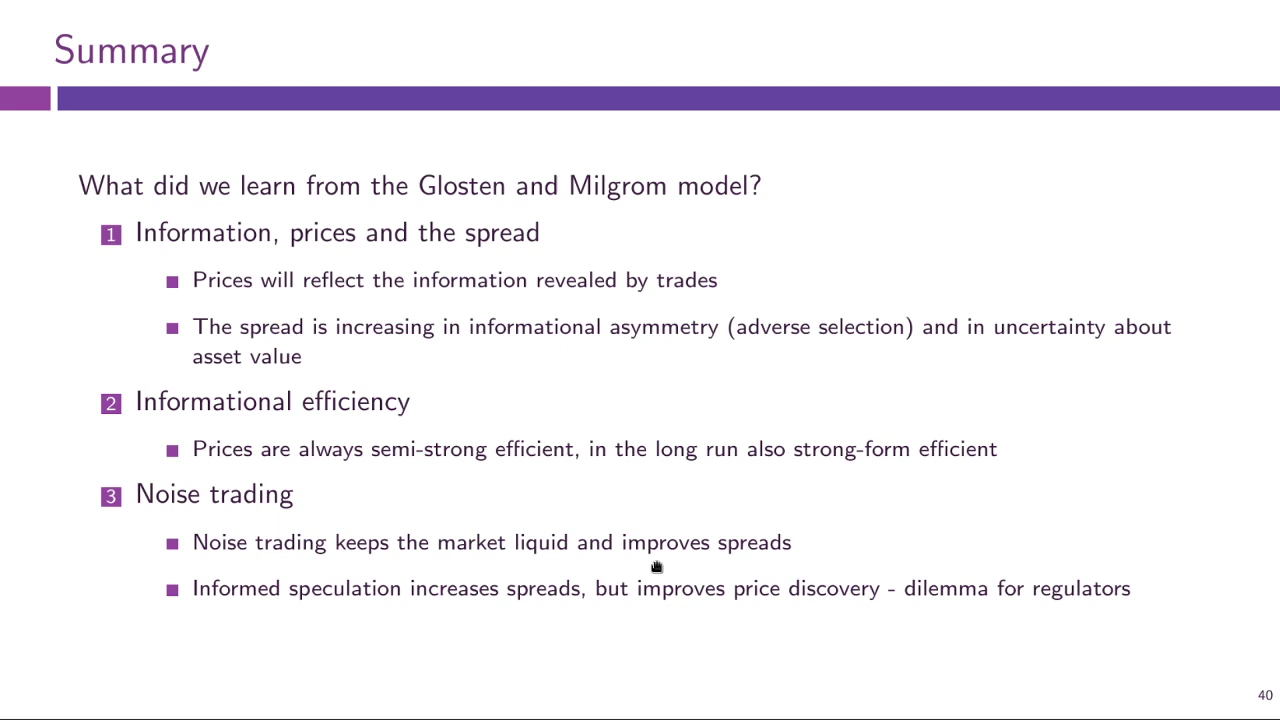 Summary
What did we learn from the Glosten and Milgrom model?
1 Information, prices and the spread
Prices will reflect the information revealed by trades
The spread is increasing in informational asymmetry (adverse selection) and in uncertainty about
asset value
2 Informational efficiency
Prices are always semi-strong efficient, in the long run also strong-form efficient
3 Noise trading
Noise trading keeps the market liquid and improves spreads
Informed speculation increases spreads, but improves price discovery - dilemma for regulators
40